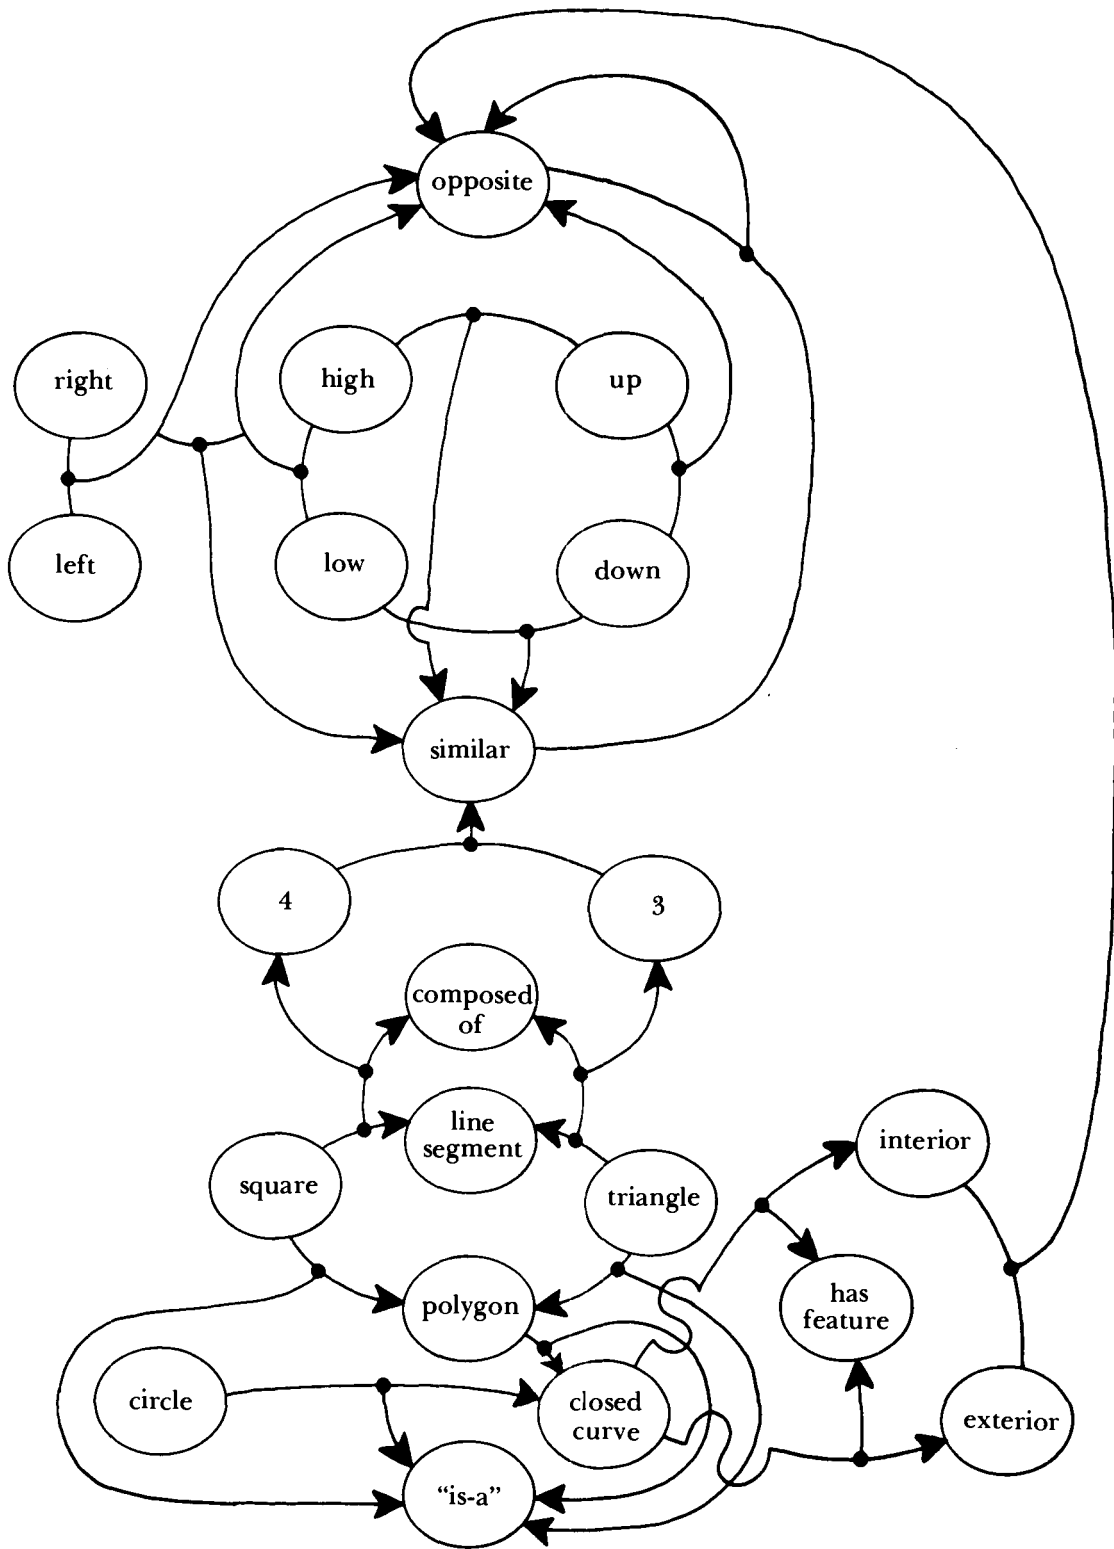 opposite
right
high
up
left
low
down
similar
4
3
composed
of
line
segment
interior
square
triangle
has
feature
polygon
circle
closed
curve
exterior
“is-a”